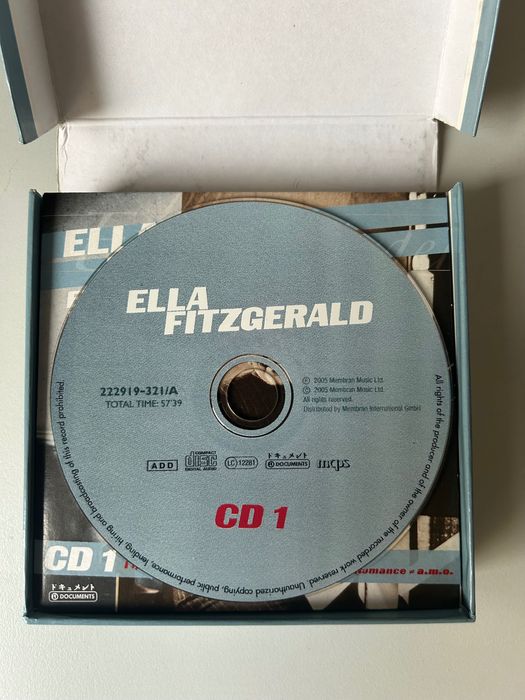 ELLA
ELLA
FITZGERALD
222919-321/A
TOTAL TIME: 57'39
Ⓟ 2005 Membran Music Ltd.
© 2005 Membran Music Ltd.
All rights reserved.
Distributed by Membran International GmbH
ADD
COMPACT
disc
DIGITAL AUDIO
LC 12281
ドキュメント
DOCUMENTS
mcps
CD 1
All rights of the producer and of the owner of the recorded work reserved. Unauthorized copying, public performance, lending, hiring and broadcasting of this record prohibited.
CD 1
Romance • a.m.o.
ドキュメント
DOCUMENTS